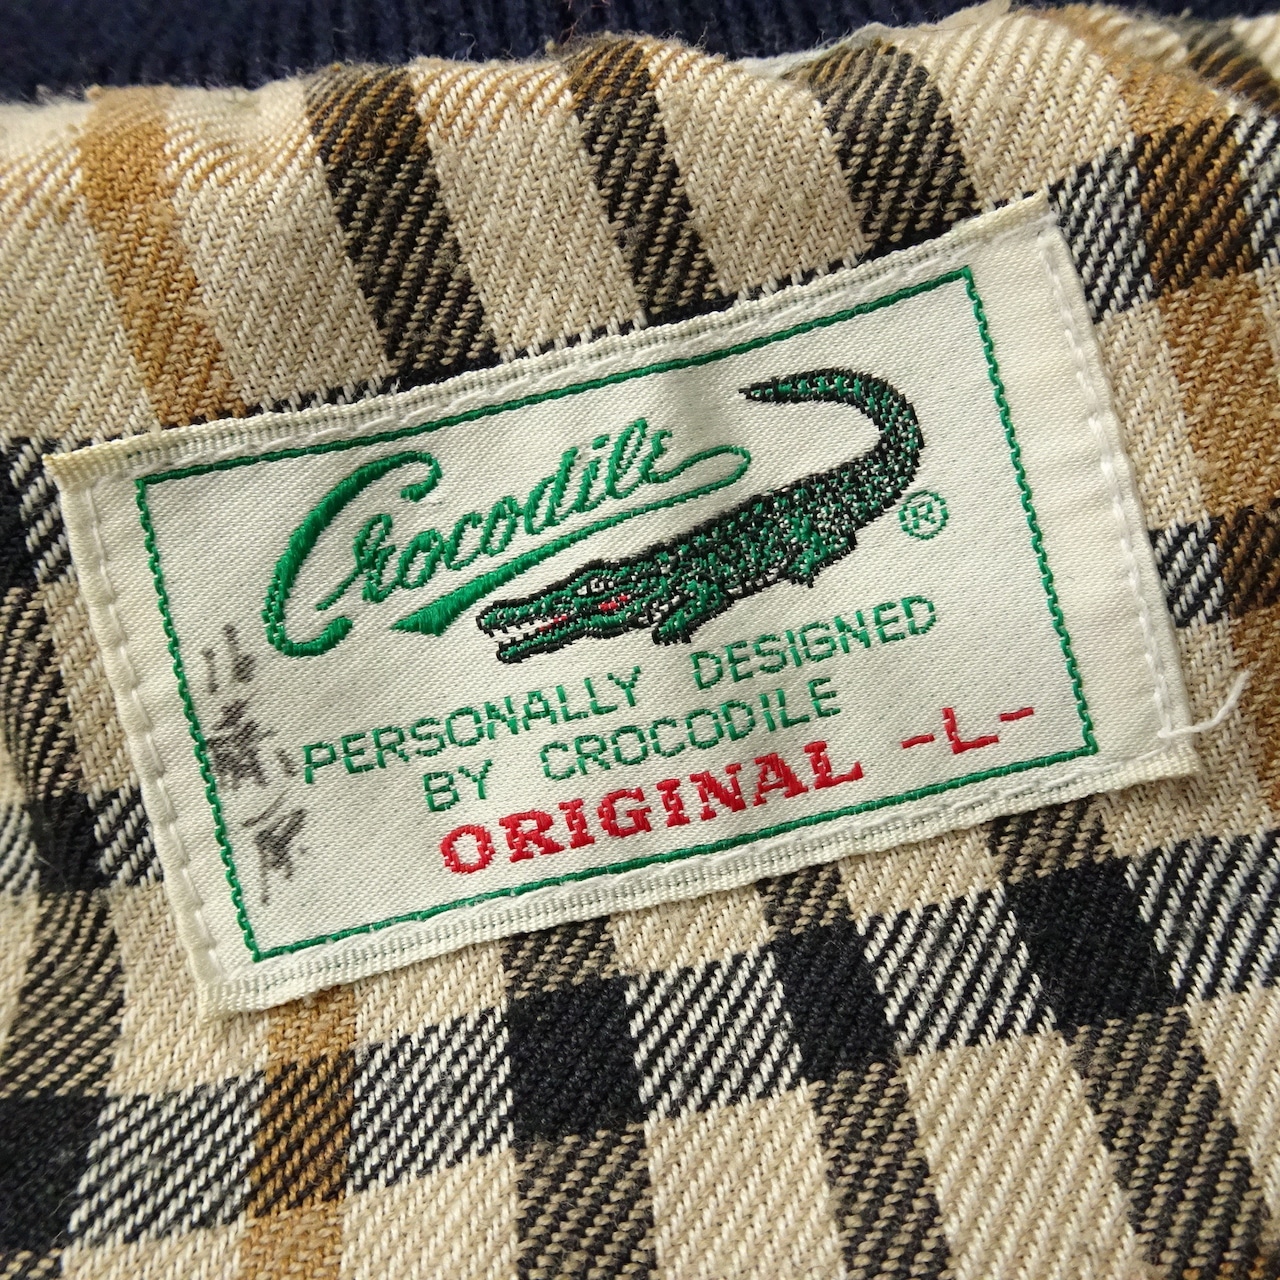 Crocodile
®
PERSONALLY DESIGNED
BY CROCODILE
ORIGINAL -L-